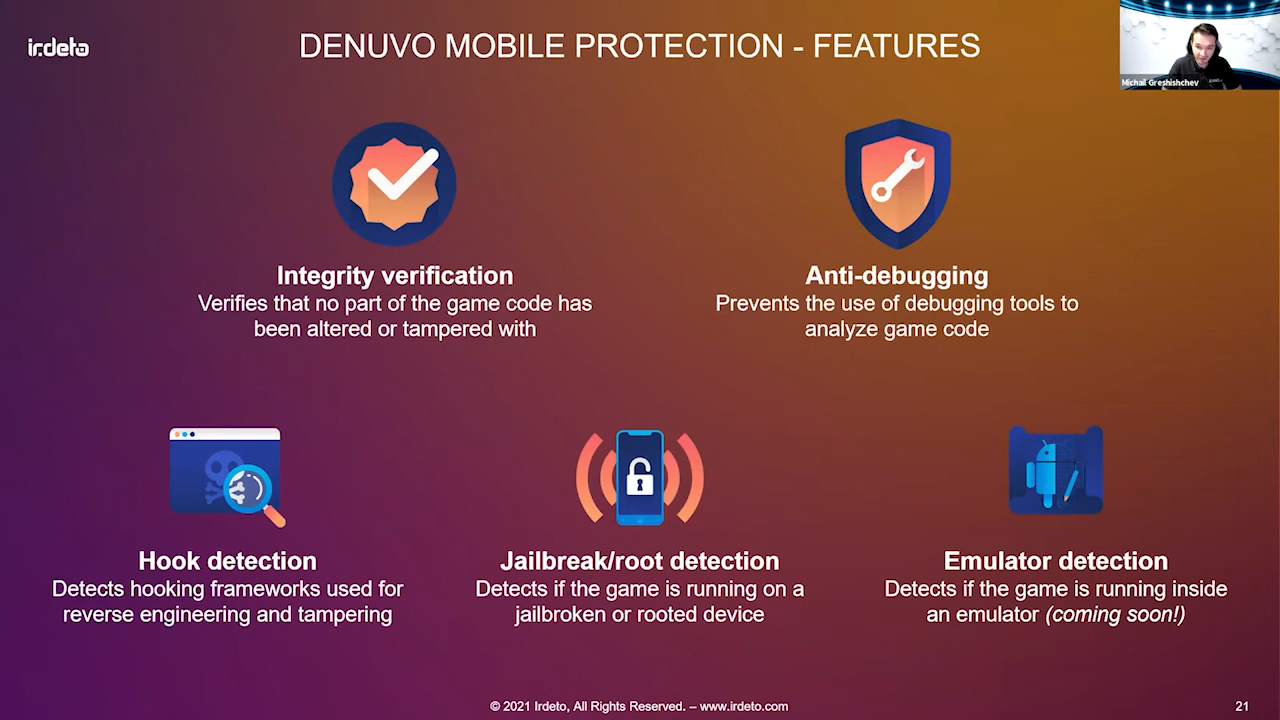 irdeto
DENUVO MOBILE PROTECTION - FEATURES
Michail Greshishchev
Integrity verification
Verifies that no part of the game code has
been altered or tampered with
Anti-debugging
Prevents the use of debugging tools to
analyze game code
Hook detection
Detects hooking frameworks used for
reverse engineering and tampering
Jailbreak/root detection
Detects if the game is running on a
jailbroken or rooted device
Emulator detection
Detects if the game is running inside
an emulator (coming soon!)
© 2021 Irdeto, All Rights Reserved. – www.irdeto.com
21